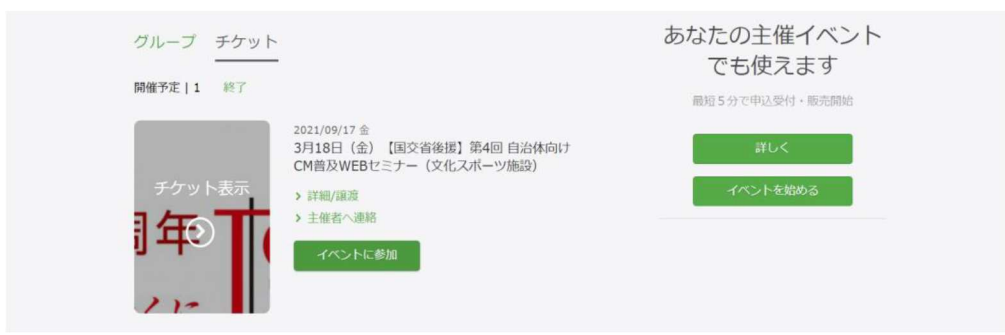 グループ チケット
開催予定 | 1 終了
チケット表示
周年
くに
2021/09/17 金
3月18日（金）【国交省後援】第4回 自治体向け
CM普及WEBセミナー（文化スポーツ施設）
> 詳細/譲渡
> 主催者へ連絡
イベントに参加
あなたの主催イベント
でも使えます
最短５分で申込受付・販売開始
詳しく
イベントを始める